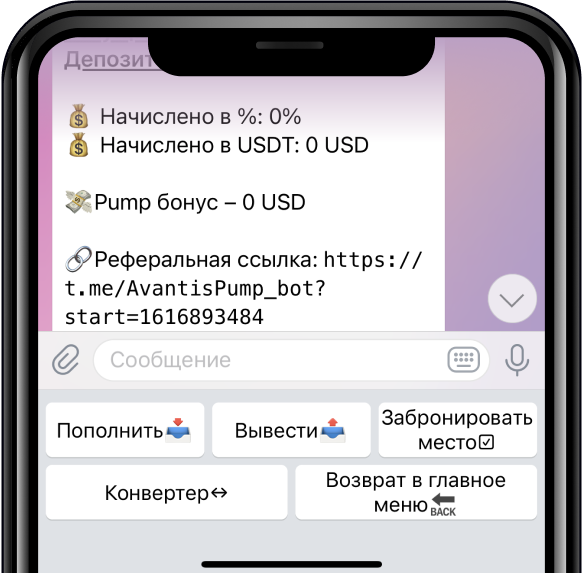 Депозит
💰 Начислено в %: 0%
💰 Начислено в USDT: 0 USD
💸Pump бонус – 0 USD
🔗Реферальная ссылка: https://
t.me/AvantisPump_bot?
start=1616893484
Сообщение
Пополнить📥
Вывести📤
Забронировать
место☑
Конвертер↔
Возврат в главное
меню🔙
BACK